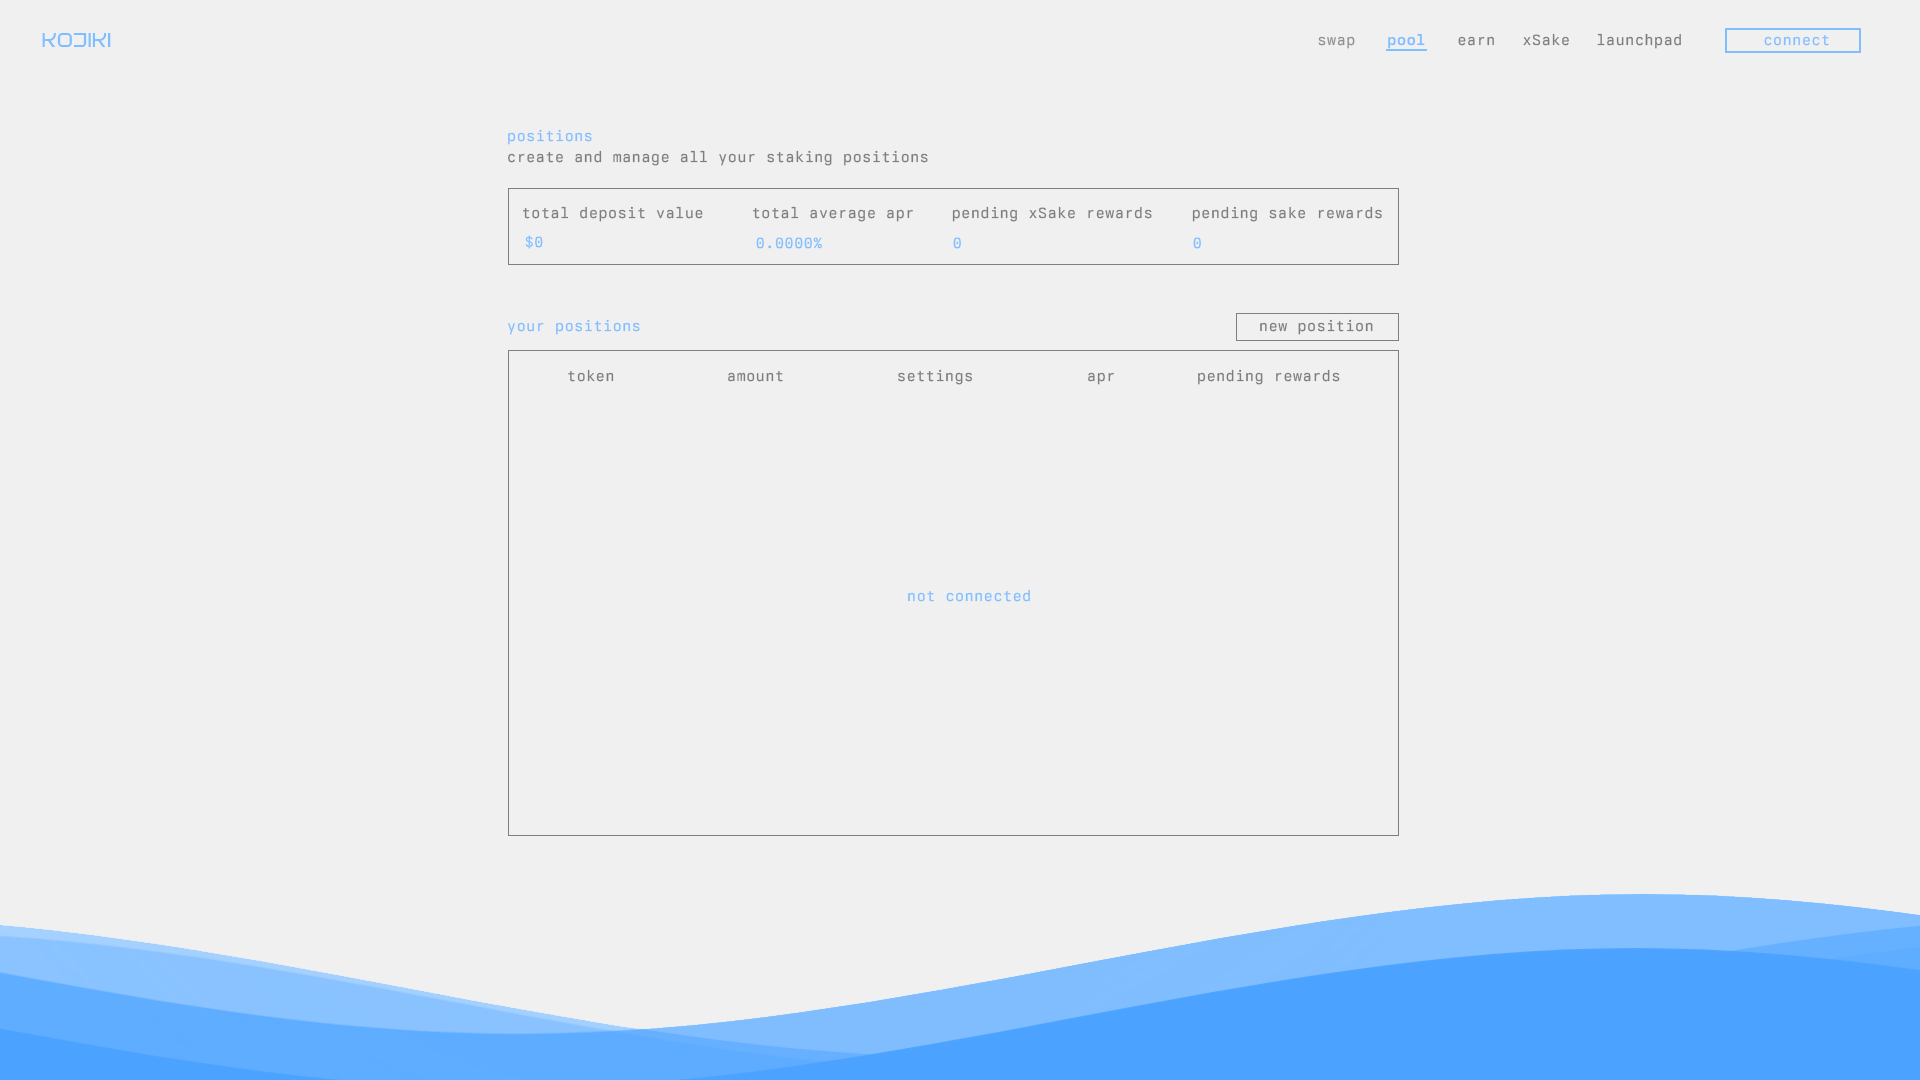 KOJIKI
swap pool earn xSake launchpad connect
positions
create and manage all your staking positions
total deposit value total average apr pending xSake rewards pending sake rewards
$0 0.0000% 0 0
your positions new position
token amount settings apr pending rewards
not connected